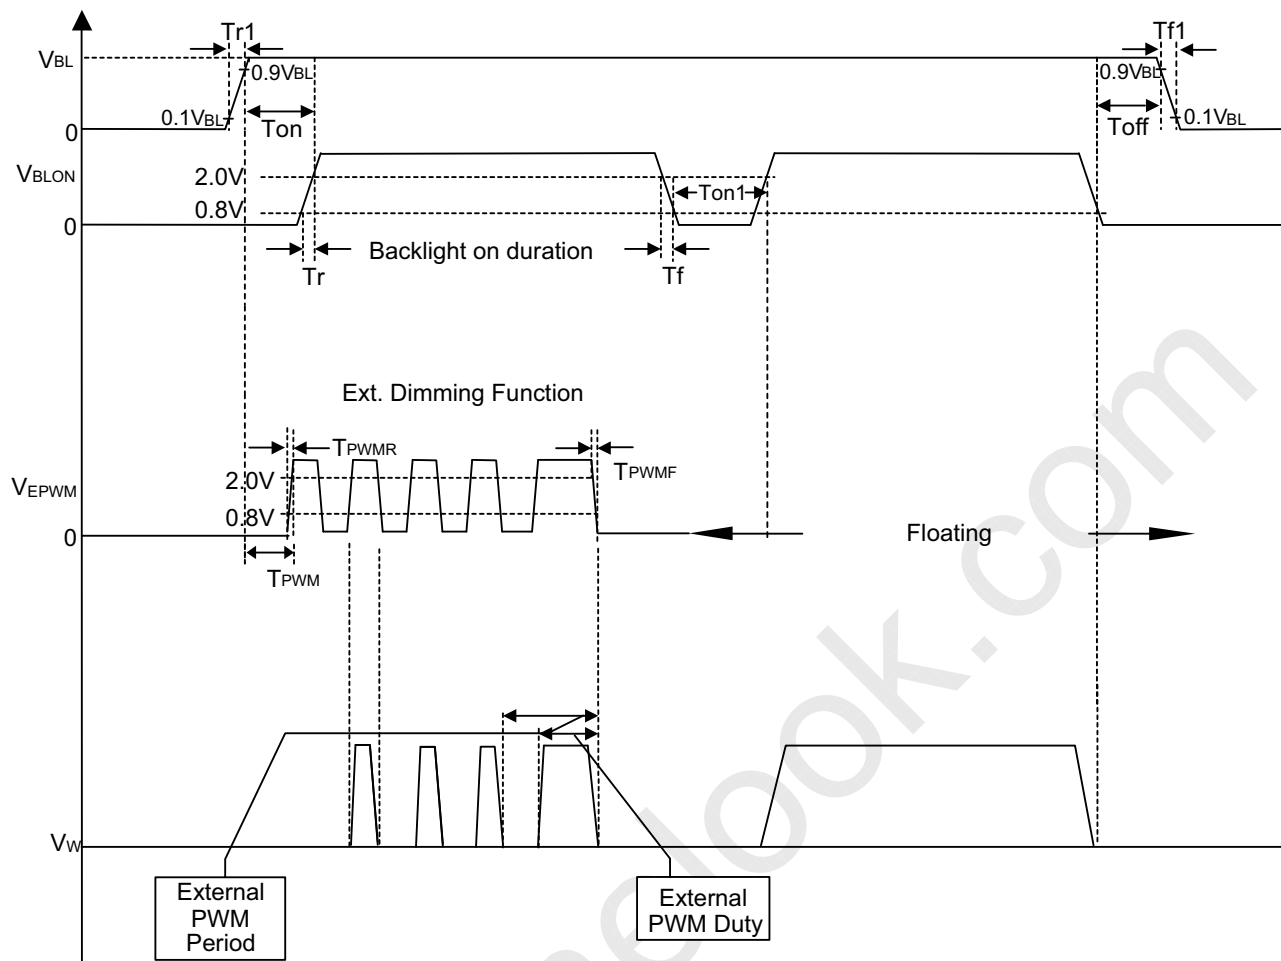 Tr1
Tf1
VBL
0.9VBL
0.9VBL
0.1VBL
Ton
Toff
0.1VBL
0
VBLON
2.0V
Ton1
0.8V
0
Backlight on duration
Tr
Tf
Ext. Dimming Function
TPWMR
TPWMF
VEPWM
2.0V
0.8V
0
Floating
TPWM
VW
External
PWM
Period
External
PWM Duty
elook.com